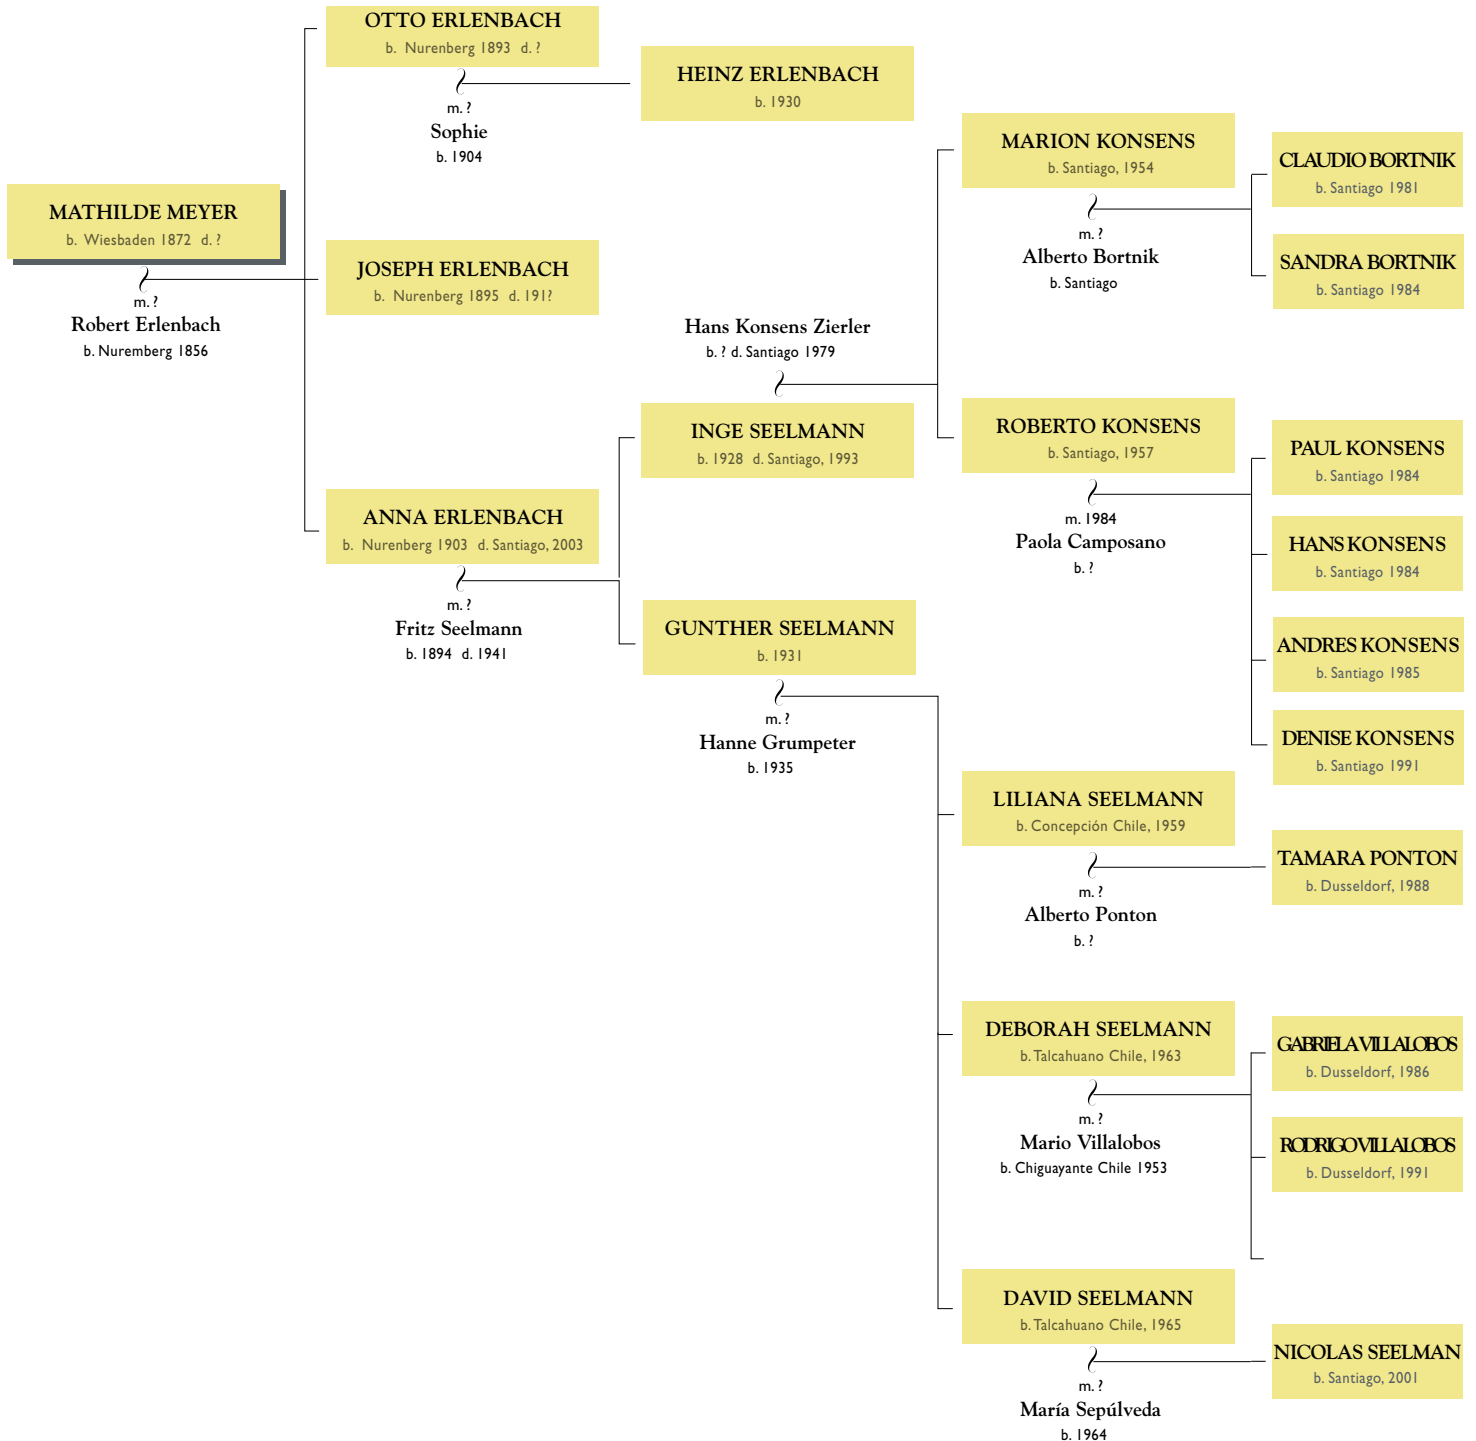 OTTO ERLENBACH
b. Nurenberg 1893 d. ?
m. ?
Sophie
b. 1904
HEINZ ERLENBACH
b. 1930
MATHILDE MEYER
b. Wiesbaden 1872 d. ?
m. ?
Robert Erlenbach
b. Nuremberg 1856
JOSEPH ERLENBACH
b. Nurenberg 1895 d. 191?
ANNA ERLENBACH
b. Nurenberg 1903 d. Santiago, 2003
m. ?
Fritz Seelmann
b. 1894 d. 1941
Hans Konsens Zierler
b. ? d. Santiago 1979
INGE SEELMANN
b. 1928 d. Santiago, 1993
GUNTHER SEELMANN
b. 1931
m. ?
Hanne Grumpeter
b. 1935
MARION KONSENS
b. Santiago, 1954
m. ?
Alberto Bortnik
b. Santiago
CLAUDIO BORTNIK
b. Santiago 1981
SANDRA BORTNIK
b. Santiago 1984
ROBERTO KONSENS
b. Santiago, 1957
m. 1984
Paola Camposano
b. ?
PAUL KONSENS
b. Santiago 1984
HANS KONSENS
b. Santiago 1984
ANDRES KONSENS
b. Santiago 1985
DENISE KONSENS
b. Santiago 1991
LILIANA SEELMANN
b. Concepción Chile, 1959
m. ?
Alberto Ponton
b. ?
TAMARA PONTON
b. Dusseldorf, 1988
DEBORAH SEELMANN
b. Talcahuano Chile, 1963
m. ?
Mario Villalobos
b. Chiguayante Chile 1953
GABRIELA VILLALOBOS
b. Dusseldorf, 1986
RODRIGO VILLALOBOS
b. Dusseldorf, 1991
DAVID SEELMANN
b. Talcahuano Chile, 1965
m. ?
María Sepúlveda
b. 1964
NICOLAS SEELMAN
b. Santiago, 2001